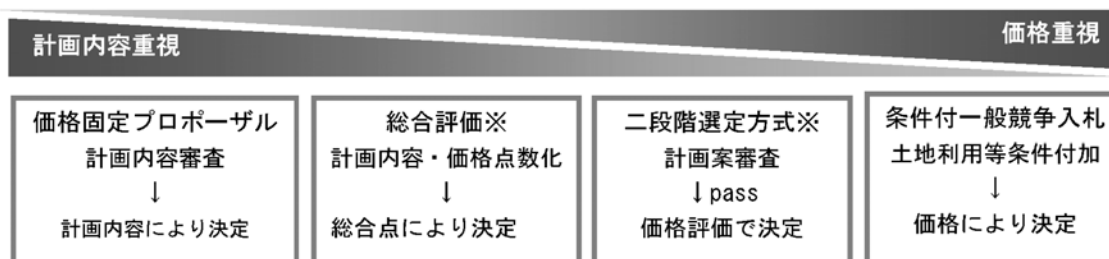 計画内容重視
価格重視
価格固定プロポーザル
計画内容審査
↓
計画内容により決定
総合評価※
計画内容・価格点数化
↓
総合点により決定
二段階選定方式※
計画案審査
↓pass
価格評価で決定
条件付一般競争入札
土地利用等条件付加
↓
価格により決定